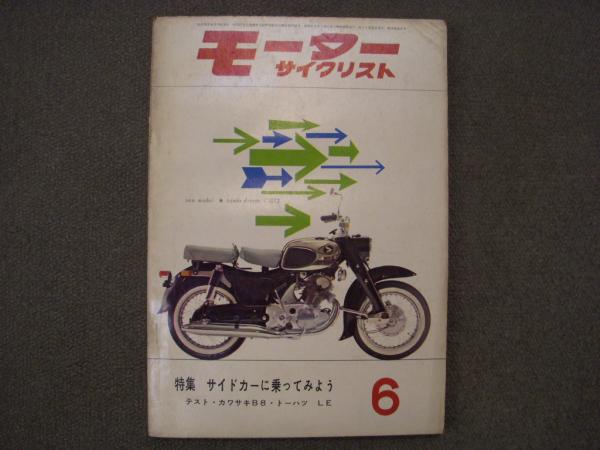 モーター
サイクリスト
new model ★ honda dream
特集 サイドカーに乗ってみよう
テスト・カワサキB8・トーハツ LE
6